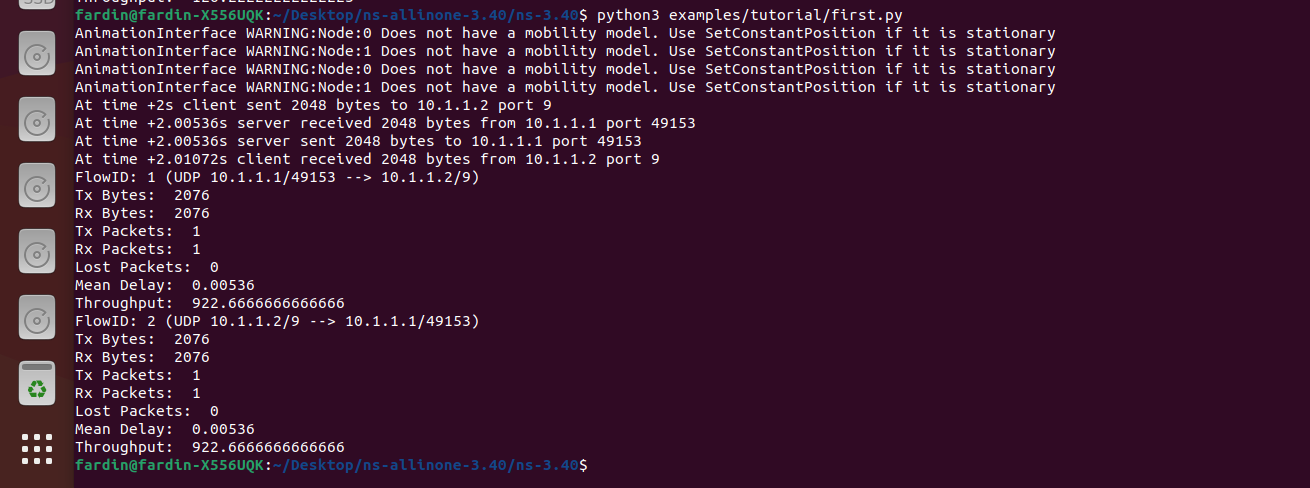 SSD
Throughput:  120.2222222222223
fardin@fardin-X556UQK:~/Desktop/ns-allinone-3.40/ns-3.40$ python3 examples/tutorial/first.py
AnimationInterface WARNING:Node:0 Does not have a mobility model. Use SetConstantPosition if it is stationary
AnimationInterface WARNING:Node:1 Does not have a mobility model. Use SetConstantPosition if it is stationary
AnimationInterface WARNING:Node:0 Does not have a mobility model. Use SetConstantPosition if it is stationary
AnimationInterface WARNING:Node:1 Does not have a mobility model. Use SetConstantPosition if it is stationary
At time +2s client sent 2048 bytes to 10.1.1.2 port 9
At time +2.00536s server received 2048 bytes from 10.1.1.1 port 49153
At time +2.00536s server sent 2048 bytes to 10.1.1.1 port 49153
At time +2.01072s client received 2048 bytes from 10.1.1.2 port 9
FlowID: 1 (UDP 10.1.1.1/49153 --> 10.1.1.2/9)
Tx Bytes:  2076
Rx Bytes:  2076
Tx Packets:  1
Rx Packets:  1
Lost Packets:  0
Mean Delay:  0.00536
Throughput:  922.6666666666666
FlowID: 2 (UDP 10.1.1.2/9 --> 10.1.1.1/49153)
Tx Bytes:  2076
Rx Bytes:  2076
Tx Packets:  1
Rx Packets:  1
Lost Packets:  0
Mean Delay:  0.00536
Throughput:  922.6666666666666
fardin@fardin-X556UQK:~/Desktop/ns-allinone-3.40/ns-3.40$